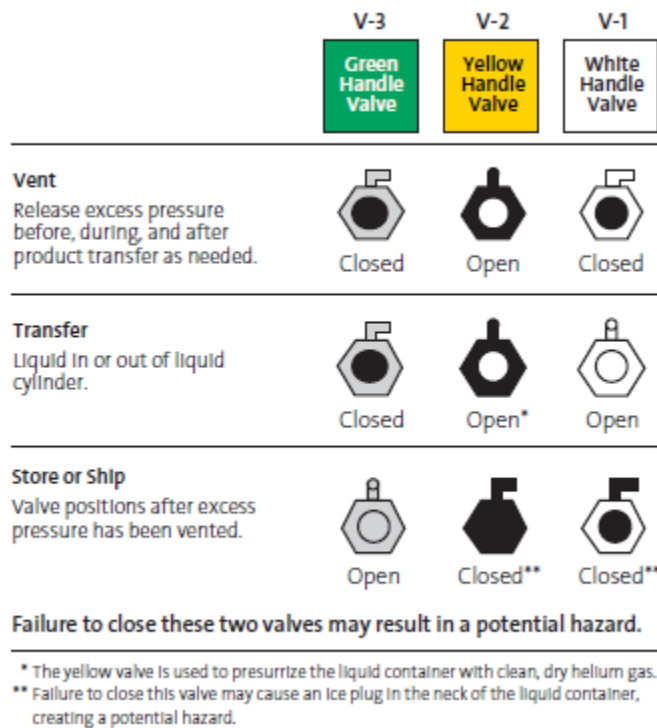 V-3 V-2 V-1
Green Handle Valve
Yellow Handle Valve
White Handle Valve
Vent
Release excess pressure
before, during, and after
product transfer as needed.
Closed Open Closed
Transfer
Liquid in or out of liquid
cylinder.
Closed Open* Open
Store or Ship
Valve positions after excess
pressure has been vented.
Open Closed** Closed**
Failure to close these two valves may result in a potential hazard.
* The yellow valve is used to presurrize the liquid container with clean, dry helium gas.
** Failure to close this valve may cause an ice plug in the neck of the liquid container,
creating a potential hazard.